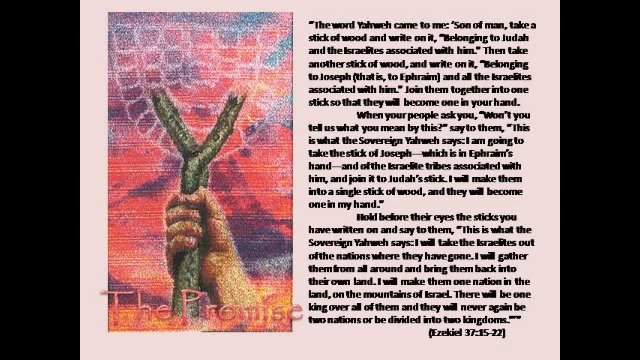 "The word Yahweh came to me: 'Son of man, take a
stick of wood and write on it, "Belonging to Judah
and the Israelites associated with him." Then take
another stick of wood, and write on it, "Belonging
to Joseph (that is, to Ephraim) and all the Israelites
associated with him." Join them together into one
stick so that they will become one in your hand.
When your people ask you, "Won't you
tell us what you mean by this?" say to them, "This
is what the Sovereign Yahweh says: I am going to
take the stick of Joseph—which is in Ephraim's
hand—and of the Israelite tribes associated with
him, and join it to Judah's stick. I will make them
into a single stick of wood, and they will become
one in my hand."
Hold before their eyes the sticks you
have written on and say to them, "This is what the
Sovereign Yahweh says: I will take the Israelites out
of the nations where they have gone. I will gather
them from all around and bring them back into
their own land. I will make them one nation in the
land, on the mountains of Israel. There will be one
king over all of them and they will never again be
two nations or be divided into two kingdoms."'"
(Ezekiel 37:15-22)
The Promise